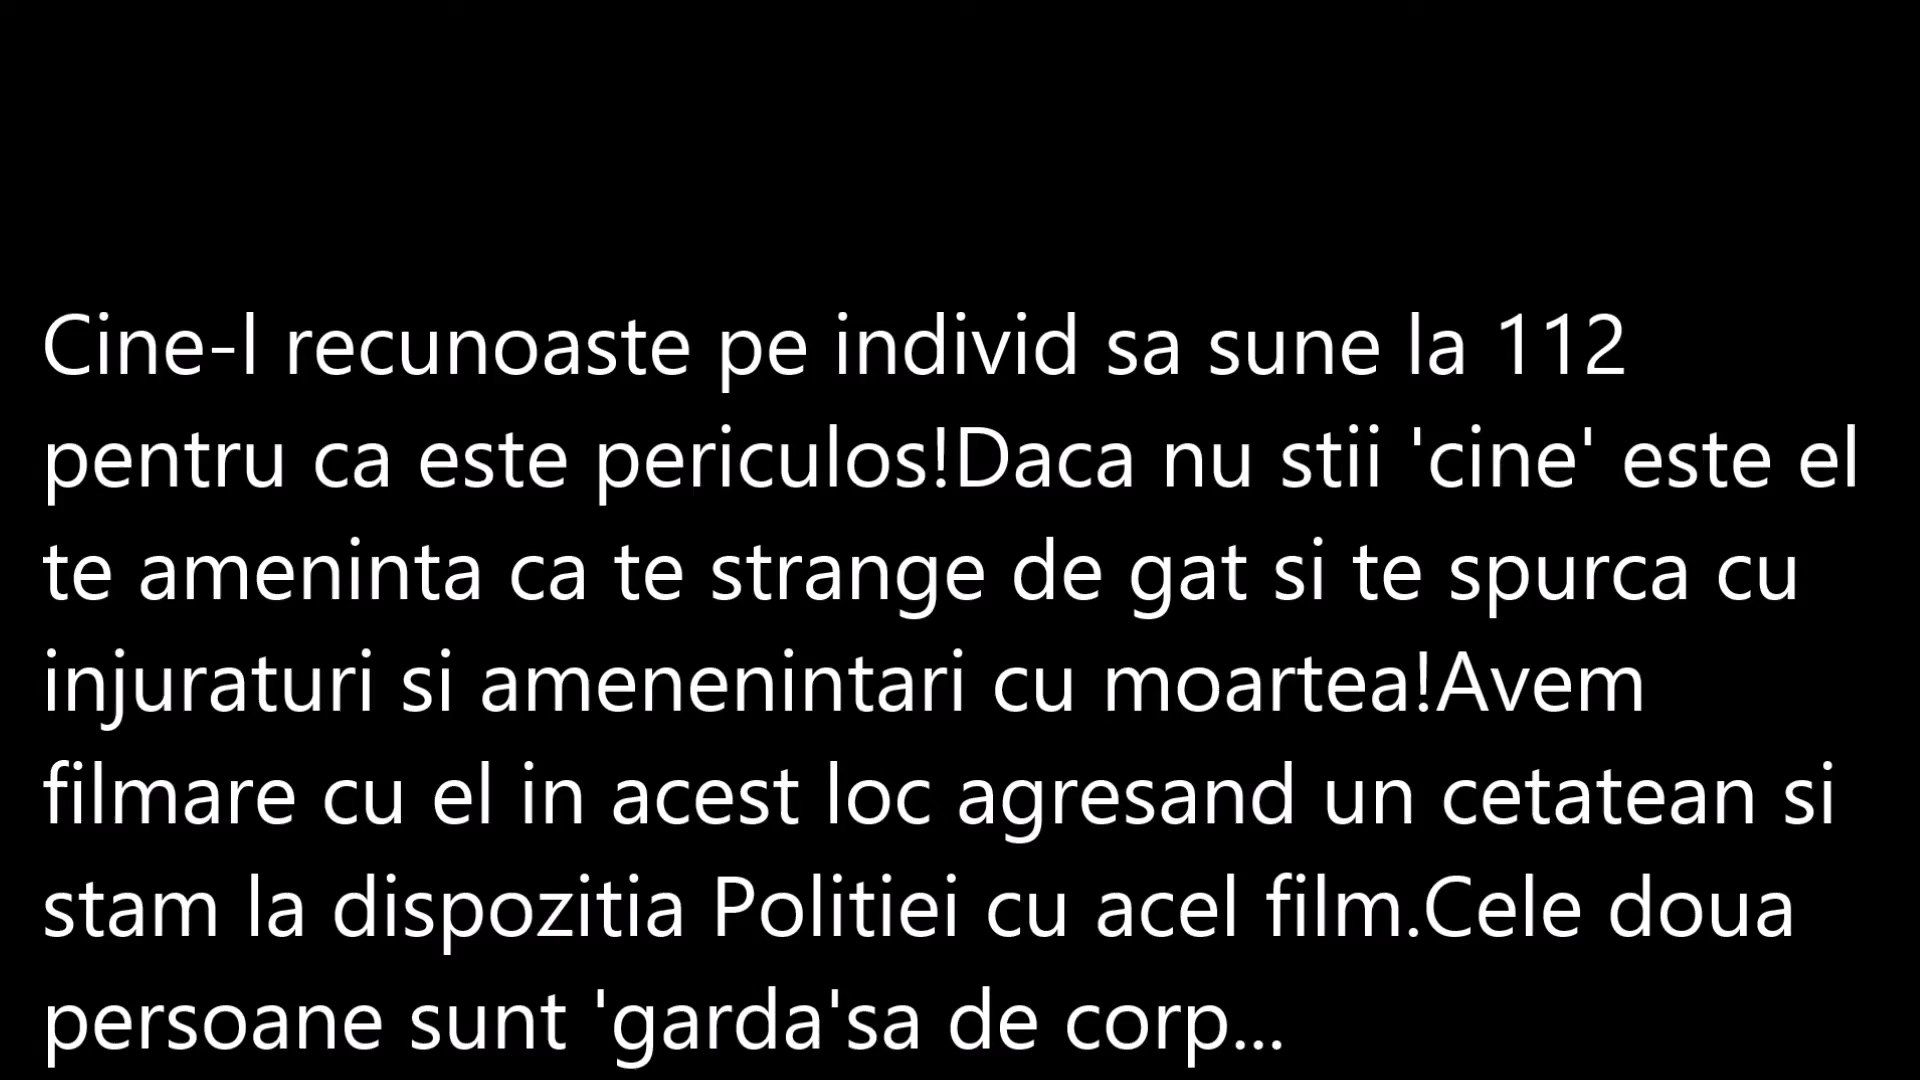 Cine-l recunoaste pe individ sa sune la 112
pentru ca este periculos!Daca nu stii 'cine' este el
te ameninta ca te strange de gat si te spurca cu
injuraturi si amenenintari cu moartea!Avem
filmare cu el in acest loc agresand un cetatean si
stam la dispozitia Politiei cu acel film.Cele doua
persoane sunt 'garda'sa de corp...